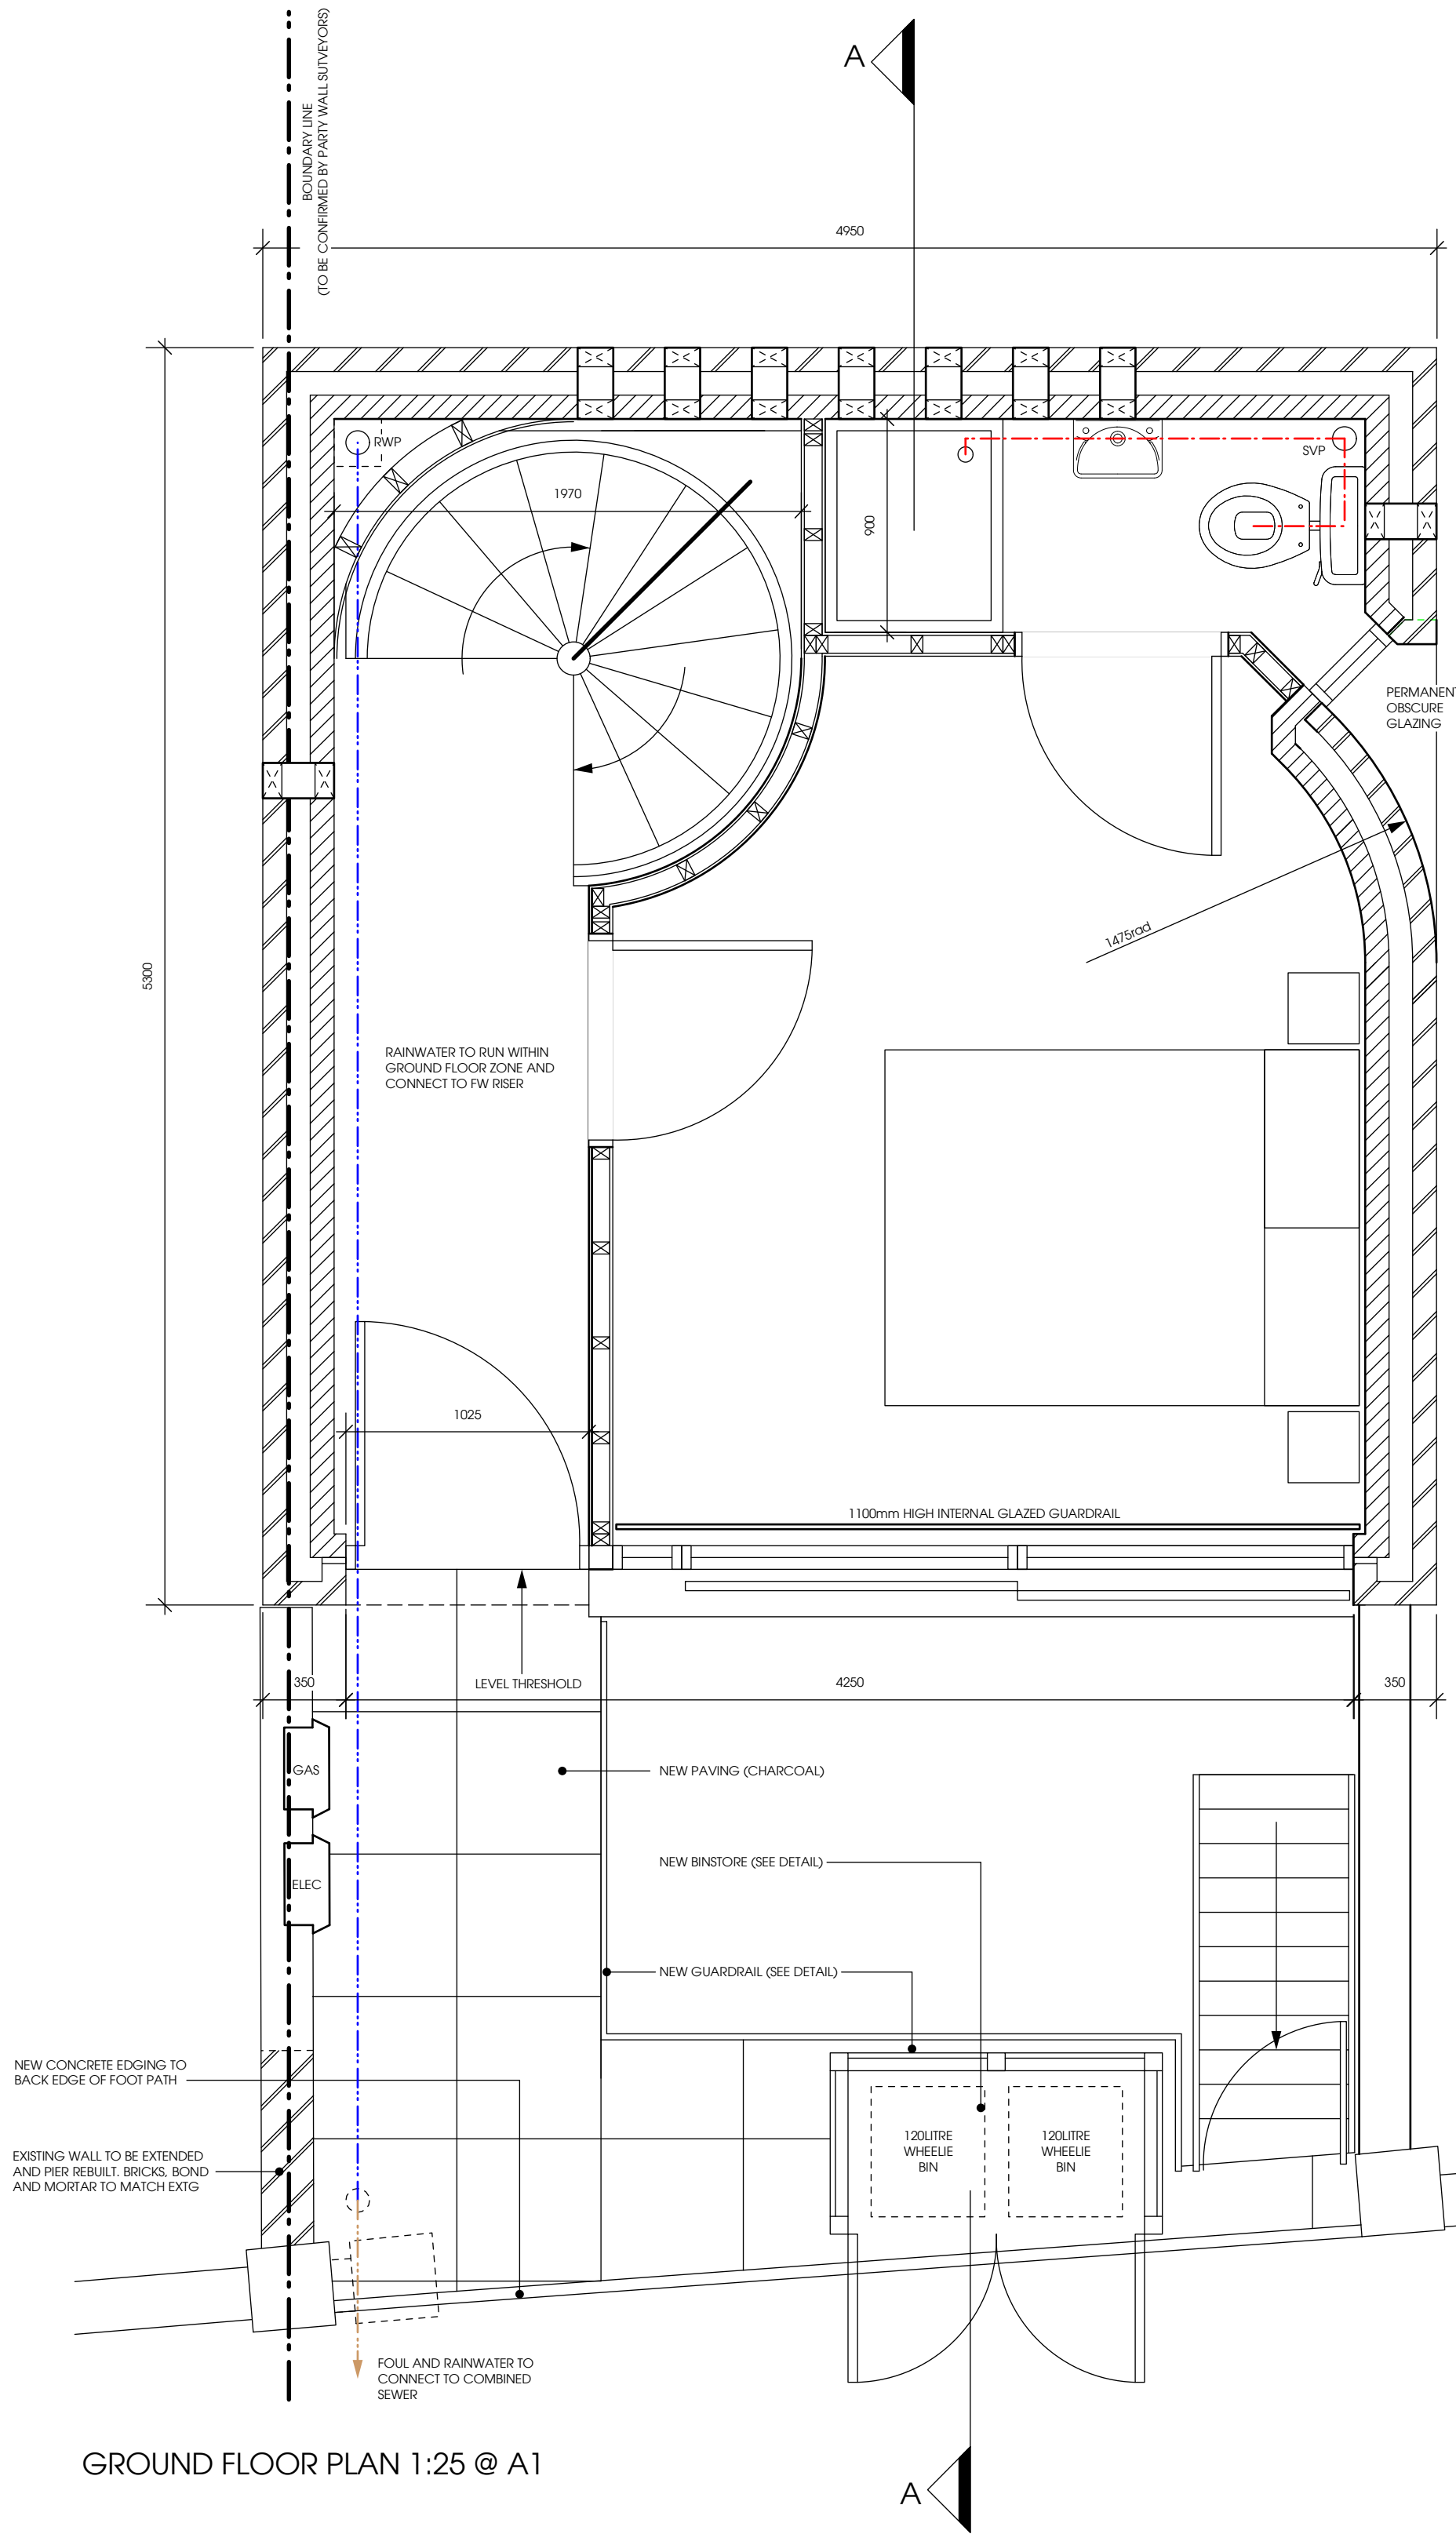 A
BOUNDARY LINE
(TO BE CONFIRMED BY PARTY WALL SUTVEYORS)
4950
RWP
1970
900
SVP
PERMANENT
OBSCURE
GLAZING
1475rad
5300
RAINWATER TO RUN WITHIN
GROUND FLOOR ZONE AND
CONNECT TO FW RISER
1025
1100mm HIGH INTERNAL GLAZED GUARDRAIL
350
LEVEL THRESHOLD
4250
350
GAS
NEW PAVING (CHARCOAL)
NEW BINSTORE (SEE DETAIL)
ELEC
NEW GUARDRAIL (SEE DETAIL)
NEW CONCRETE EDGING TO
BACK EDGE OF FOOT PATH
120LITRE
WHEELIE
BIN
120LITRE
WHEELIE
BIN
EXISTING WALL TO BE EXTENDED
AND PIER REBUILT. BRICKS, BOND
AND MORTAR TO MATCH EXTG
FOUL AND RAINWATER TO
CONNECT TO COMBINED
SEWER
GROUND FLOOR PLAN 1:25 @ A1
A